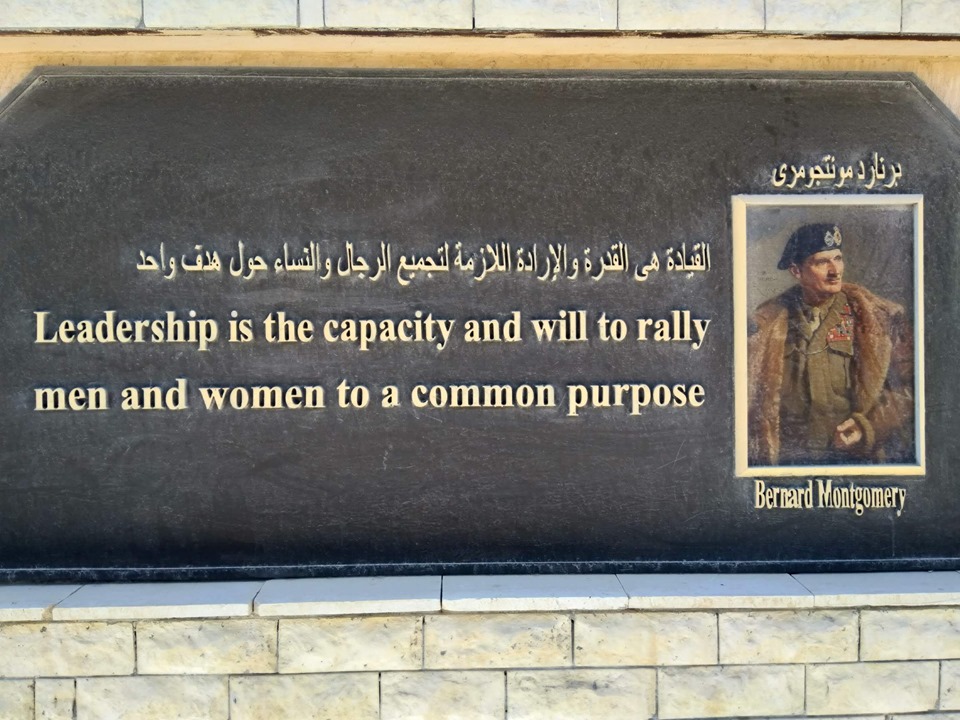 برنارد مونتجومرى
القيادة هى القدرة والإرادة اللازمة لتجميع الرجال والنساء حول هدف واحد
Leadership is the capacity and will to rally
men and women to a common purpose
Bernard Montgomery